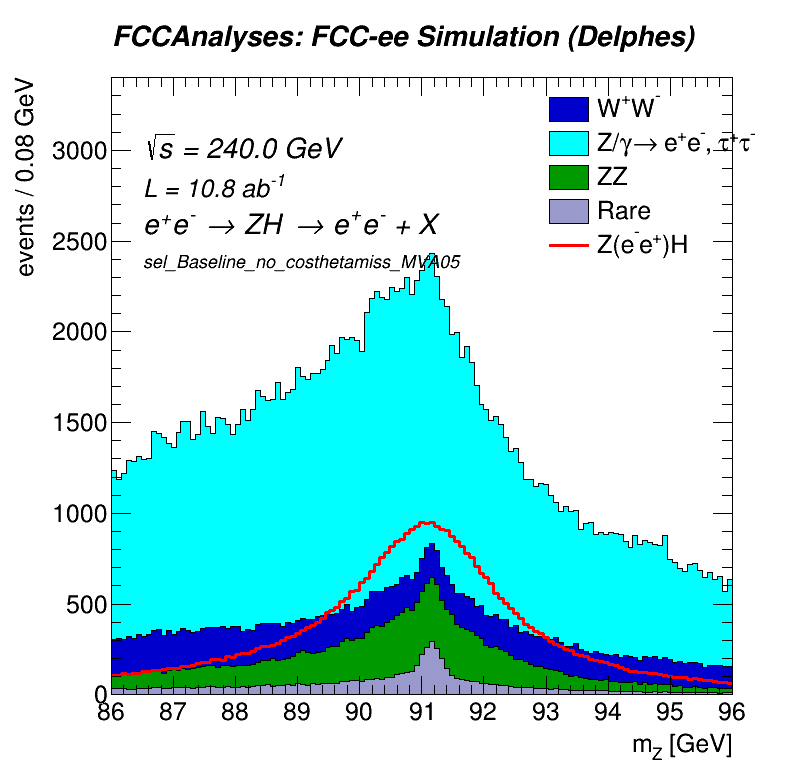 FCCAnalyses: FCC-ee Simulation (Delphes)
events / 0.08 GeV
√s = 240.0 GeV
L = 10.8 ab⁻¹
e⁺e⁻ → ZH → e⁺e⁻ + X
sel_Baseline_no_costhetamiss_MVA05
W⁺W⁻
Z/γ→ e⁺e⁻, τ⁺τ⁻
ZZ
Rare
Z(e⁻e⁺)H
3000
2500
2000
1500
1000
500
0
86 87 88 89 90 91 92 93 94 95 96
m_Z [GeV]